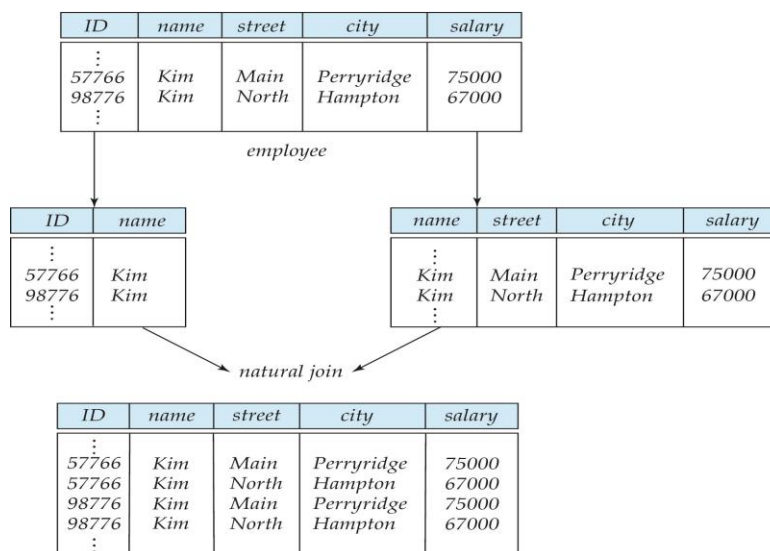 ID name street city salary
⋮
57766 Kim Main Perryridge 75000
98776 Kim North Hampton 67000
⋮
employee
ID name
⋮
57766 Kim
98776 Kim
⋮
name street city salary
⋮
Kim Main Perryridge 75000
Kim North Hampton 67000
⋮
natural join
ID name street city salary
⋮
57766 Kim Main Perryridge 75000
57766 Kim North Hampton 67000
98776 Kim Main Perryridge 75000
98776 Kim North Hampton 67000
⋮